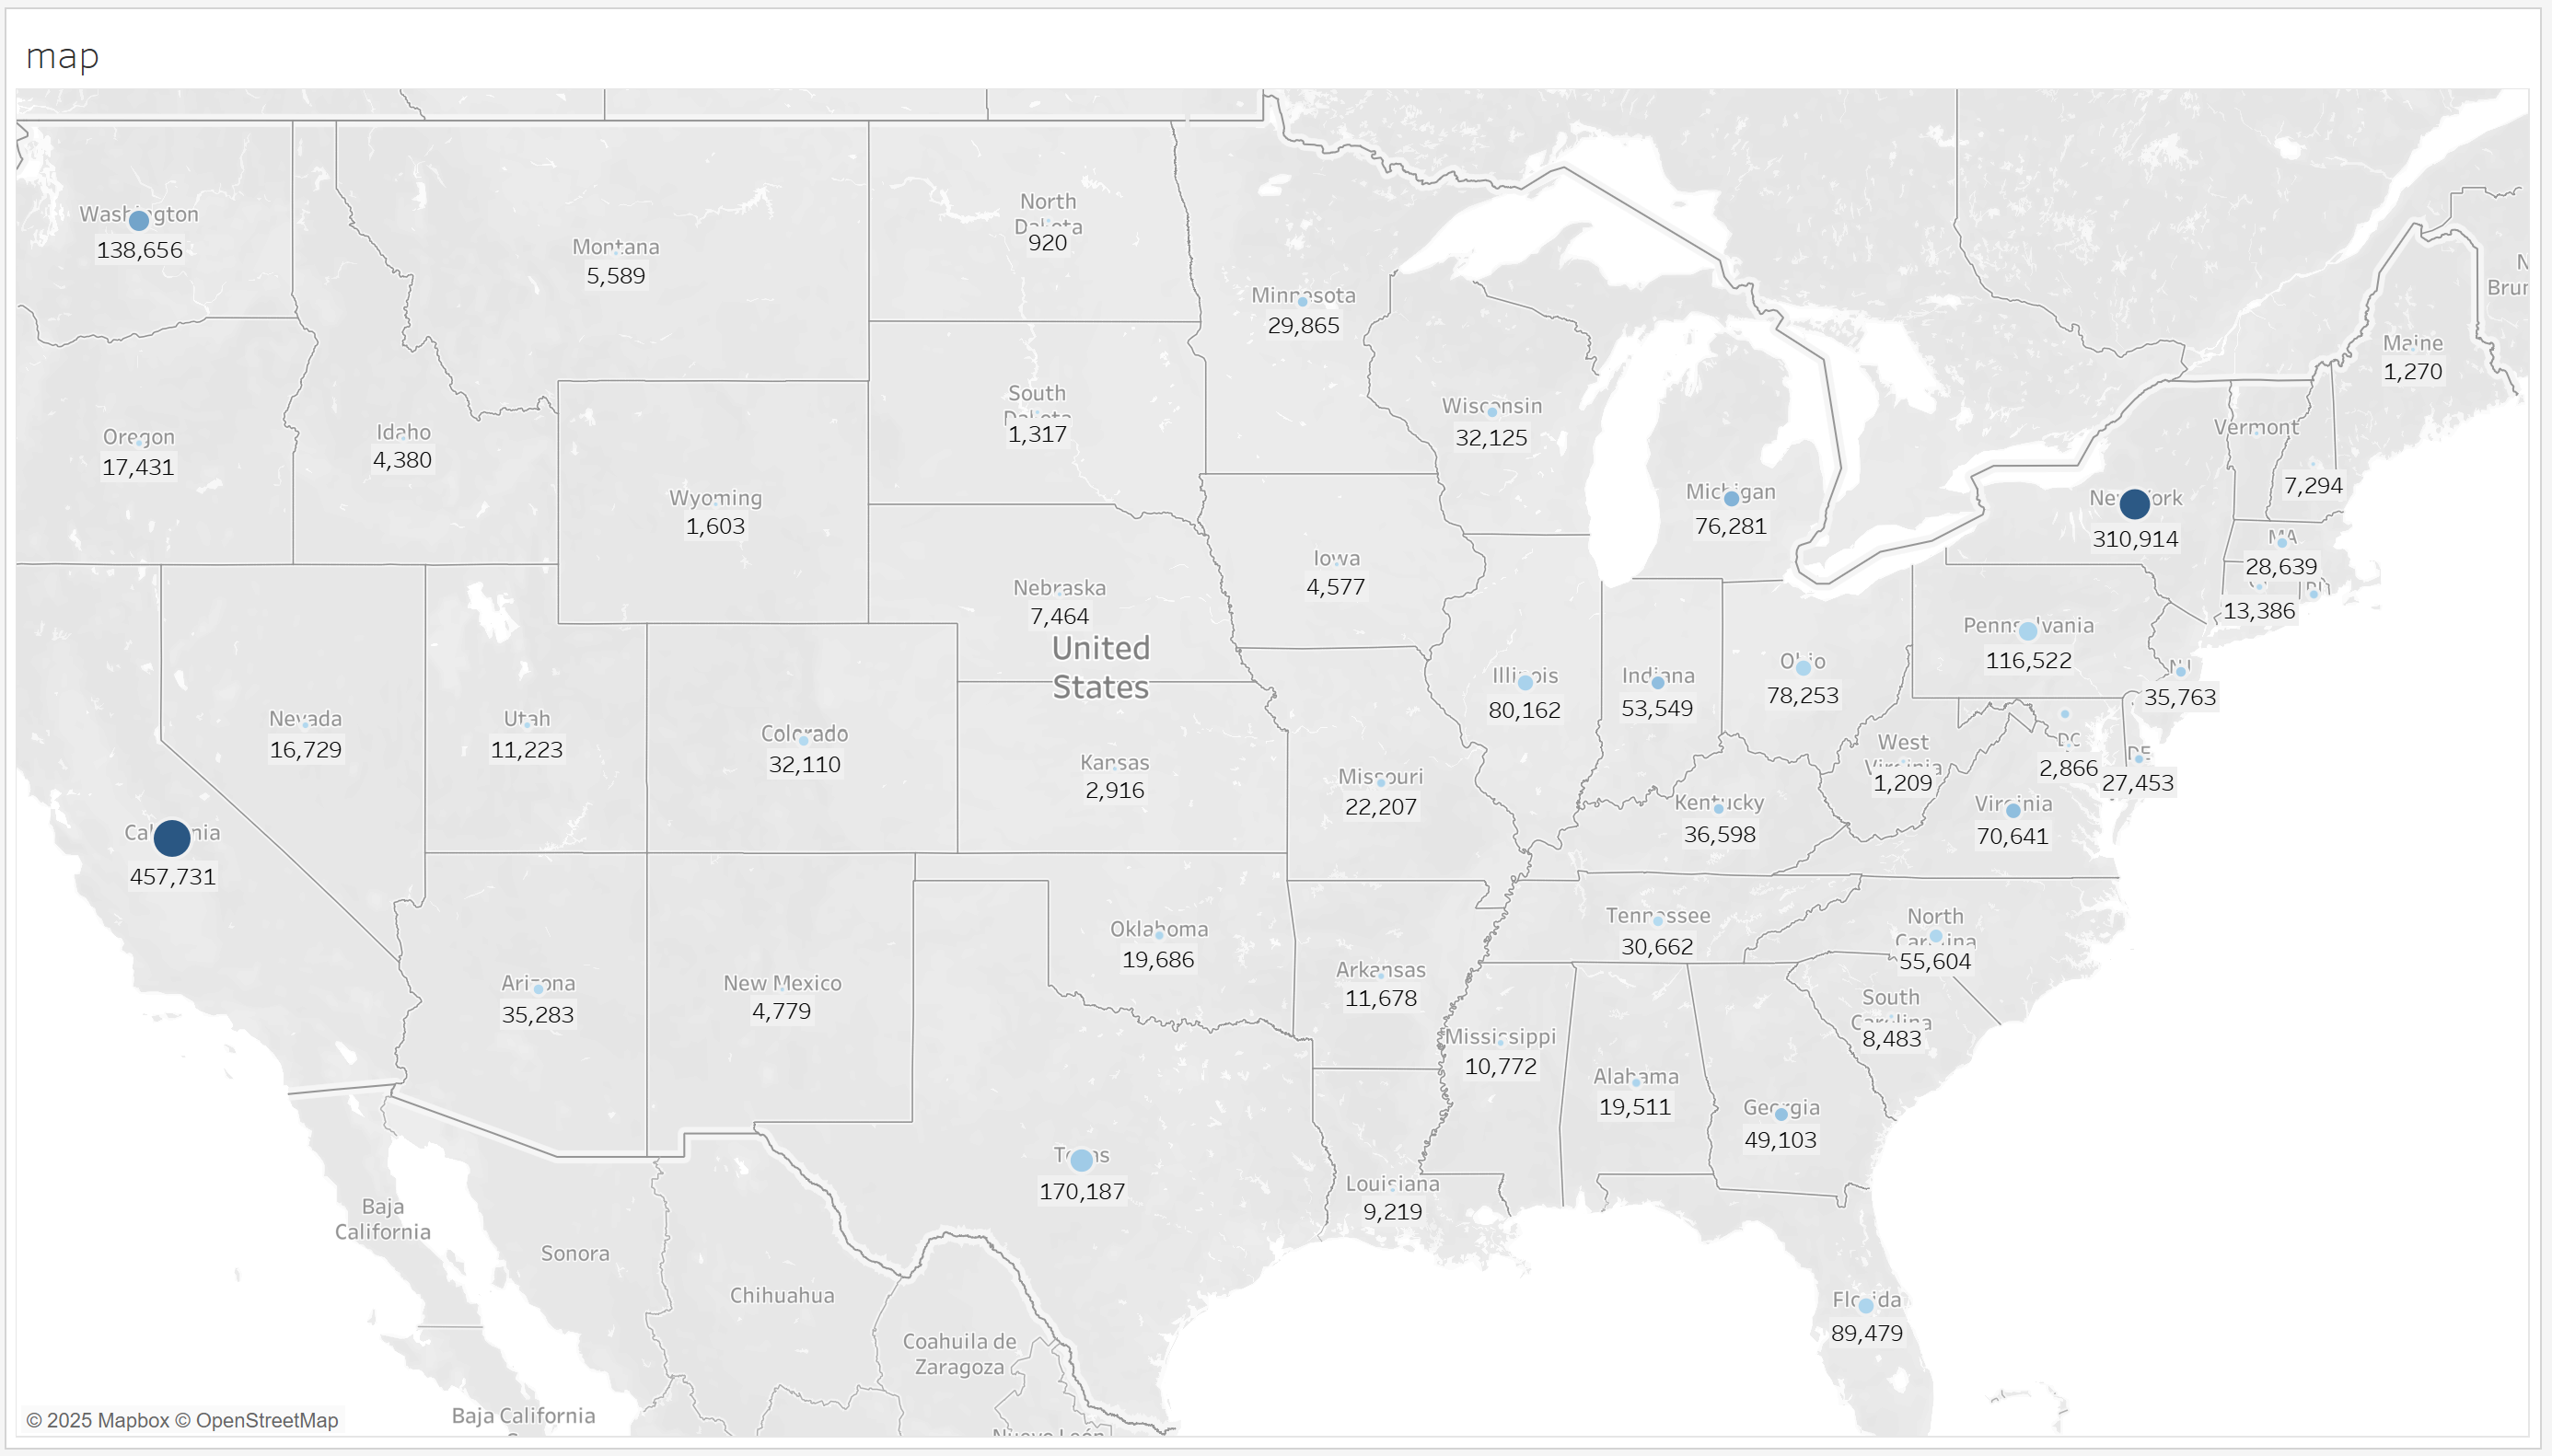 map
Washington
138,656
Montana
5,589
North
Dakota
920
Minnesota
29,865
N
Brun
Maine
1,270
Oregon
17,431
Idaho
4,380
South
Dakota
1,317
Wisconsin
32,125
Vermont
Wyoming
1,603
Michigan
76,281
New York
310,914
7,294
MA
28,639
Iowa
4,577
Nebraska
7,464
RI
13,386
United
States
Pennsylvania
116,522
Illinois
80,162
Indiana
53,549
Ohio
78,253
NJ
35,763
Nevada
16,729
Utah
11,223
Colorado
32,110
Kansas
2,916
Missouri
22,207
West
Virginia
1,209
DC
2,866
DE
27,453
Kentucky
36,598
Virginia
70,641
California
457,731
Oklahoma
19,686
Tennessee
30,662
North
Carolina
55,604
Arizona
35,283
New Mexico
4,779
Arkansas
11,678
South
Carolina
8,483
Mississippi
10,772
Alabama
19,511
Georgia
49,103
Texas
170,187
Louisiana
9,219
Baja
California
Sonora
Chihuahua
Florida
89,479
Coahuila de
Zaragoza
Baja California
Nuevo León
© 2025 Mapbox © OpenStreetMap